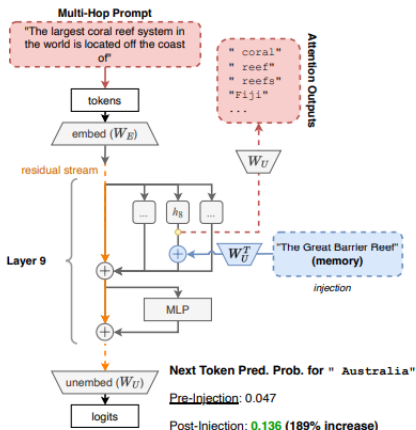 Multi-Hop Prompt
"The largest coral reef system in
the world is located off the coast
of"
tokens
embed (W_E)
residual stream
Layer 9
...
h_8
...
MLP
unembed (W_U)
logits
" coral"
" reef"
" reefs"
"Fiji"
...
Attention
Outputs
W_U
W_U^T
"The Great Barrier Reef"
(memory)
injection
Next Token Pred. Prob. for " Australia"
Pre-Injection: 0.047
Post-Injection: 0.136 (189% increase)